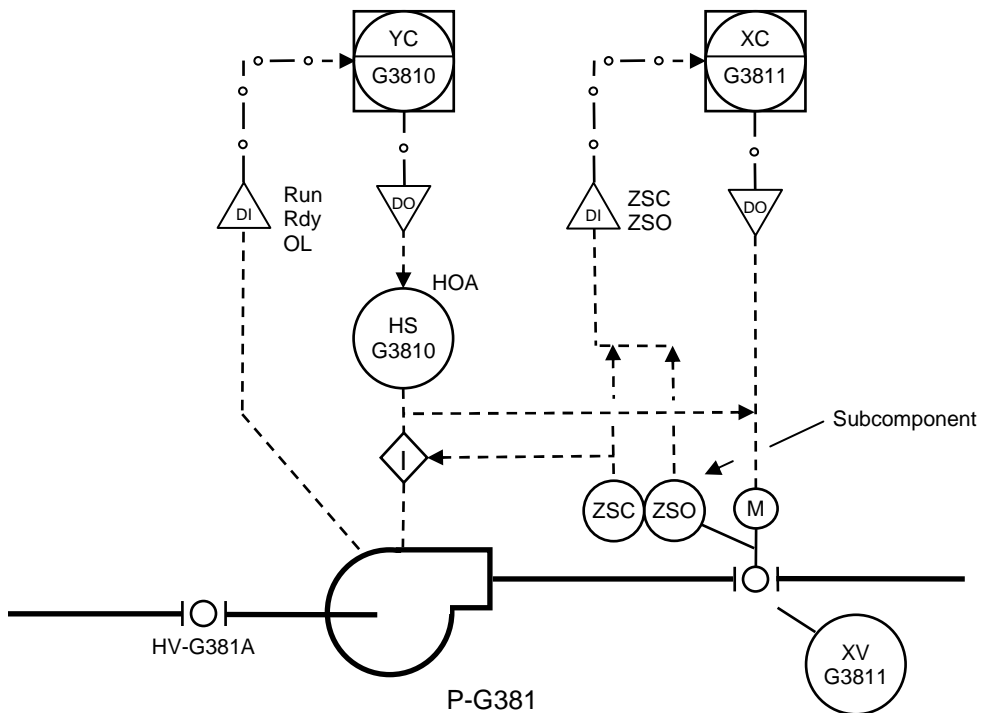 YC
G3810
XC
G3811
DI
Run
Rdy
OL
DO
DI
ZSC
ZSO
DO
HOA
HS
G3810
I
Subcomponent
ZSC
ZSO
M
HV-G381A
XV
G3811
P-G381